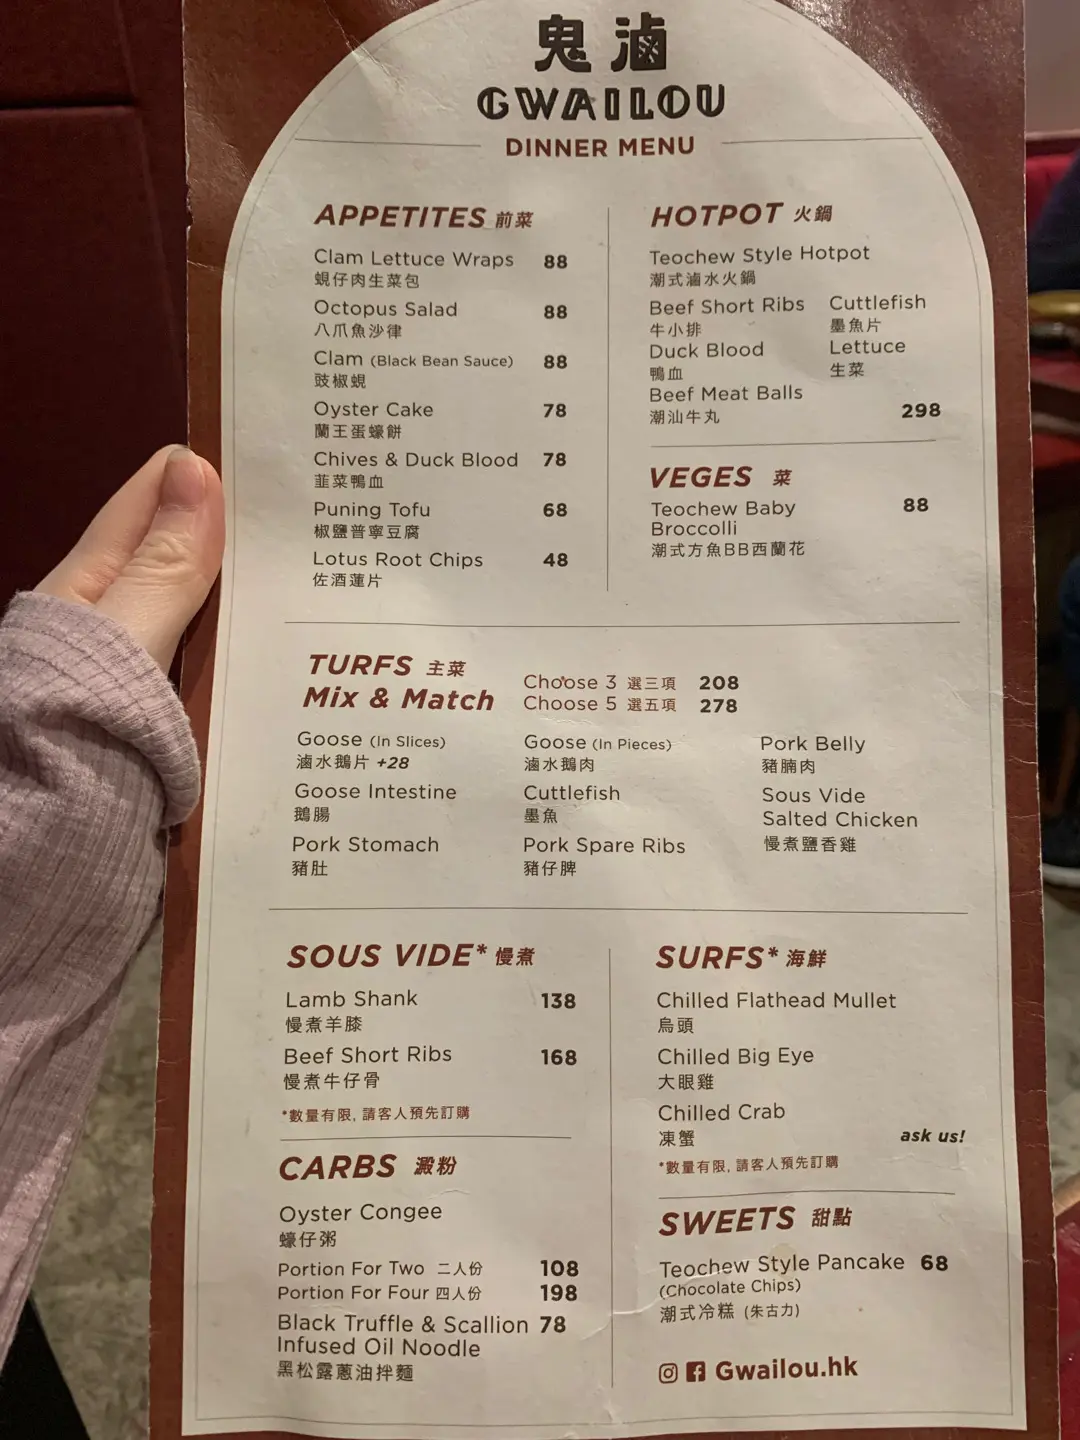 鬼滷
GWAILOU
DINNER MENU
APPETITES 前菜
Clam Lettuce Wraps 88
蜆仔肉生菜包
Octopus Salad 88
八爪魚沙律
Clam (Black Bean Sauce) 88
豉椒蜆
Oyster Cake 78
蘭王蛋蠔餅
Chives & Duck Blood 78
韮菜鴨血
Puning Tofu 68
椒鹽普寧豆腐
Lotus Root Chips 48
佐酒蓮片
HOTPOT 火鍋
Teochew Style Hotpot
潮式滷水火鍋
Beef Short Ribs Cuttlefish
牛小排 墨魚片
Duck Blood Lettuce
鴨血 生菜
Beef Meat Balls
潮汕牛丸 298
VEGES 菜
Teochew Baby 88
Broccolli
潮式方魚BB西蘭花
TURFS 主菜
Mix & Match
Choose 3 選三項 208
Choose 5 選五項 278
Goose (In Slices) Goose (In Pieces) Pork Belly
滷水鵝片 +28 滷水鵝肉 豬腩肉
Goose Intestine Cuttlefish Sous Vide
鵝腸 墨魚 Salted Chicken
Pork Stomach Pork Spare Ribs 慢煮鹽香雞
豬肚 豬仔脾
SOUS VIDE* 慢煮
Lamb Shank 138
慢煮羊膝
Beef Short Ribs 168
慢煮牛仔骨
*數量有限, 請客人預先訂購
CARBS 澱粉
Oyster Congee
蠔仔粥
Portion For Two 二人份 108
Portion For Four 四人份 198
Black Truffle & Scallion 78
Infused Oil Noodle
黑松露蔥油拌麵
SURFS* 海鮮
Chilled Flathead Mullet
烏頭
Chilled Big Eye
大眼雞
Chilled Crab
凍蟹 ask us!
*數量有限, 請客人預先訂購
SWEETS 甜點
Teochew Style Pancake 68
(Chocolate Chips)
潮式冷糕 (朱古力)
Gwailou.hk